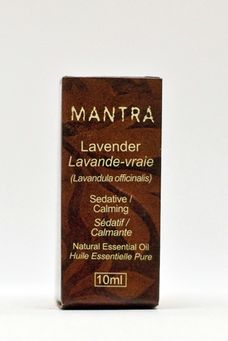 MANTRA
Lavender
Lavande-vraie
(Lavandula officinalis)
Sedative /
Calming
Sédatif /
Calmante
Natural Essential Oil
Huile Essentielle Pure
10ml